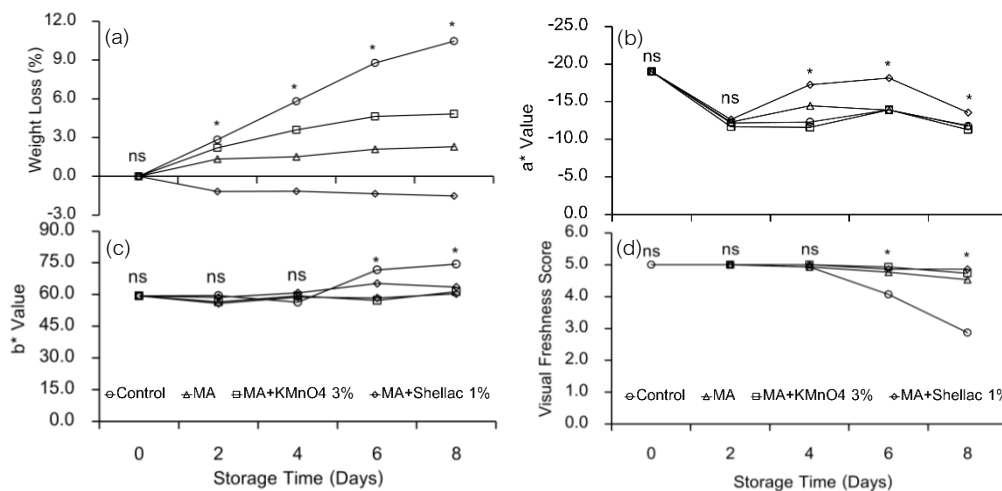 (a)
Weight Loss (%)
12.0
9.0
6.0
3.0
0.0
-3.0
ns
*
*
*
*
(b)
a* Value
-25.0
-20.0
-15.0
-10.0
-5.0
0.0
ns
ns
*
*
*
(c)
b* Value
90.0
75.0
60.0
45.0
30.0
15.0
0.0
ns
ns
ns
*
*
Control MA MA+KMnO4 3% MA+Shellac 1%
0 2 4 6 8
Storage Time (Days)
(d)
Visual Freshness Score
6.0
5.0
4.0
3.0
2.0
1.0
0.0
ns
ns
ns
*
*
Control MA MA+KMnO4 3% MA+Shellac 1%
0 2 4 6 8
Storage Time (Days)